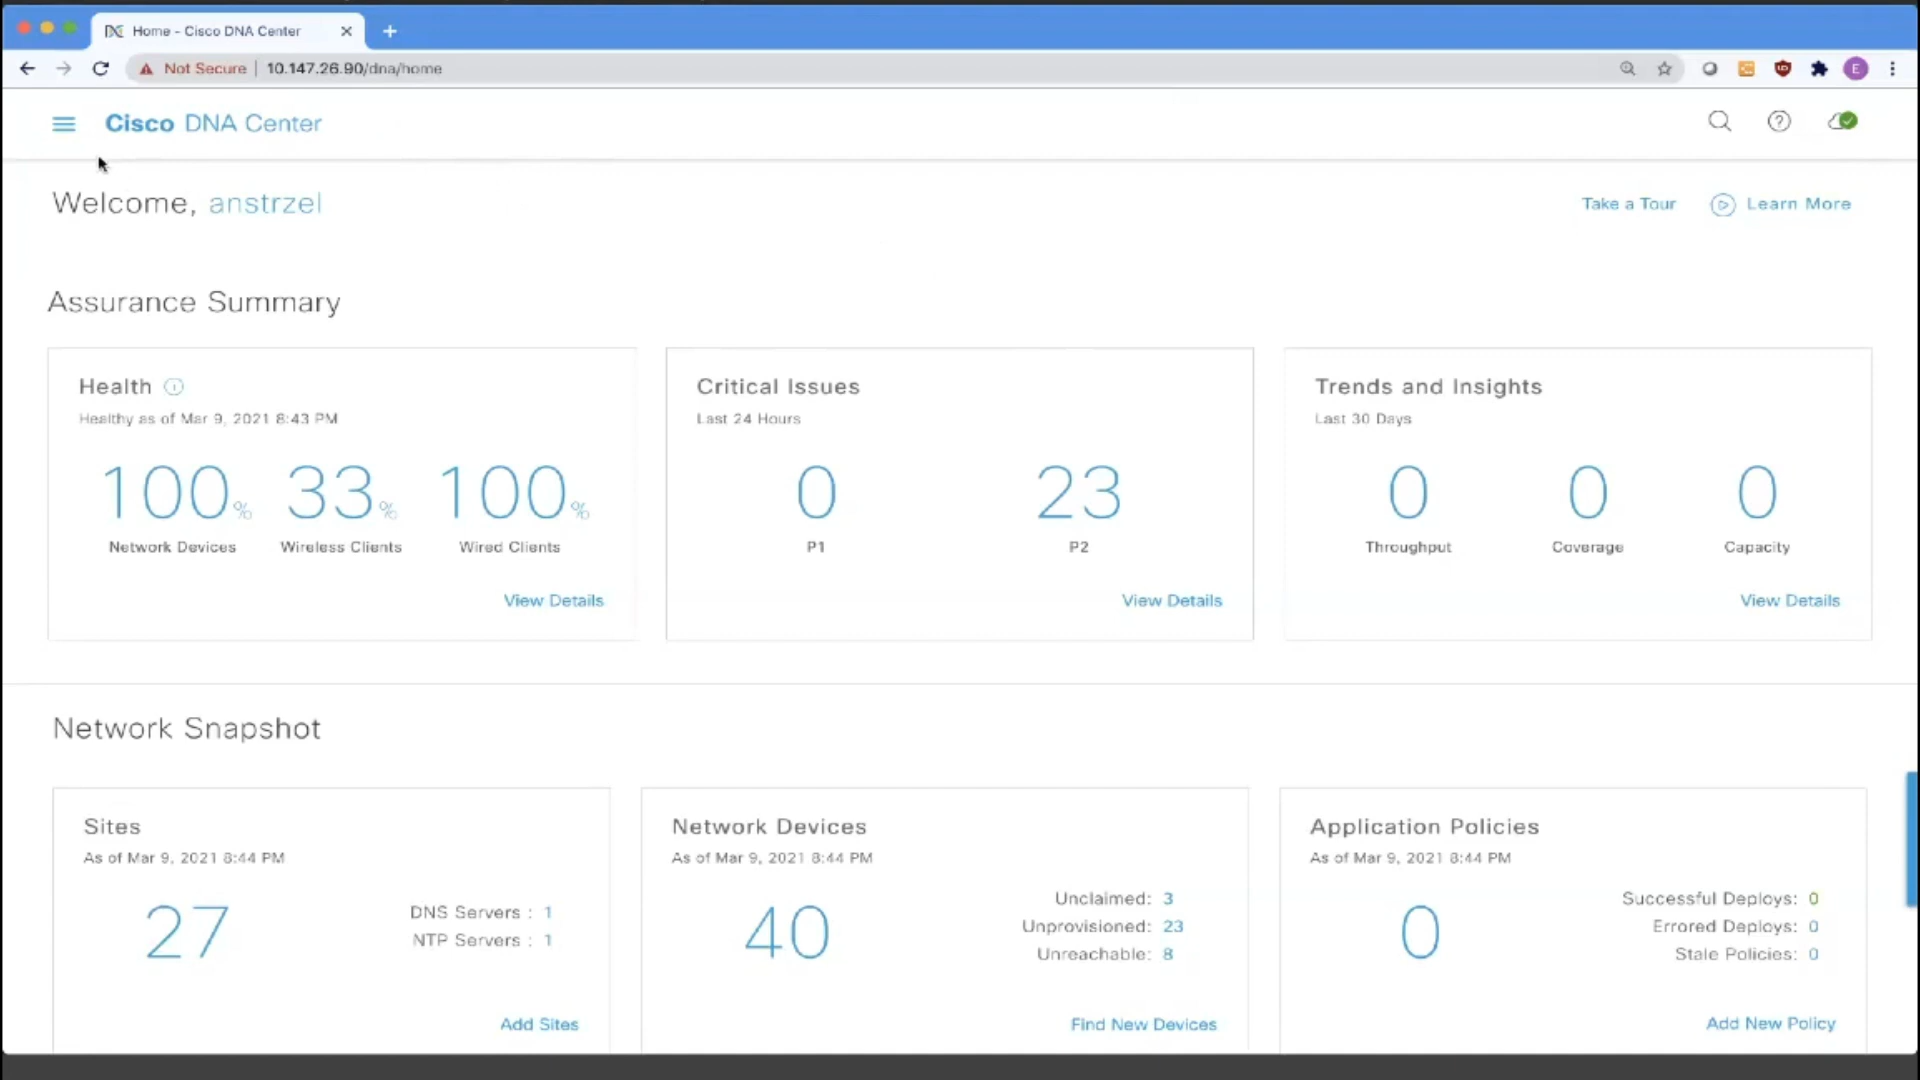 Home - Cisco DNA Center
Not Secure | 10.147.26.90/dna/home
E
Cisco DNA Center
Welcome, anstrzel
Take a Tour
Learn More
Assurance Summary
Health
Healthy as of Mar 9, 2021 8:43 PM
100% 33% 100%
Network Devices Wireless Clients Wired Clients
View Details
Critical Issues
Last 24 Hours
0 23
P1 P2
View Details
Trends and Insights
Last 30 Days
0 0 0
Throughput Coverage Capacity
View Details
Network Snapshot
Sites
As of Mar 9, 2021 8:44 PM
27
DNS Servers : 1
NTP Servers : 1
Add Sites
Network Devices
As of Mar 9, 2021 8:44 PM
40
Unclaimed: 3
Unprovisioned: 23
Unreachable: 8
Find New Devices
Application Policies
As of Mar 9, 2021 8:44 PM
0
Successful Deploys: 0
Errored Deploys: 0
Stale Policies: 0
Add New Policy